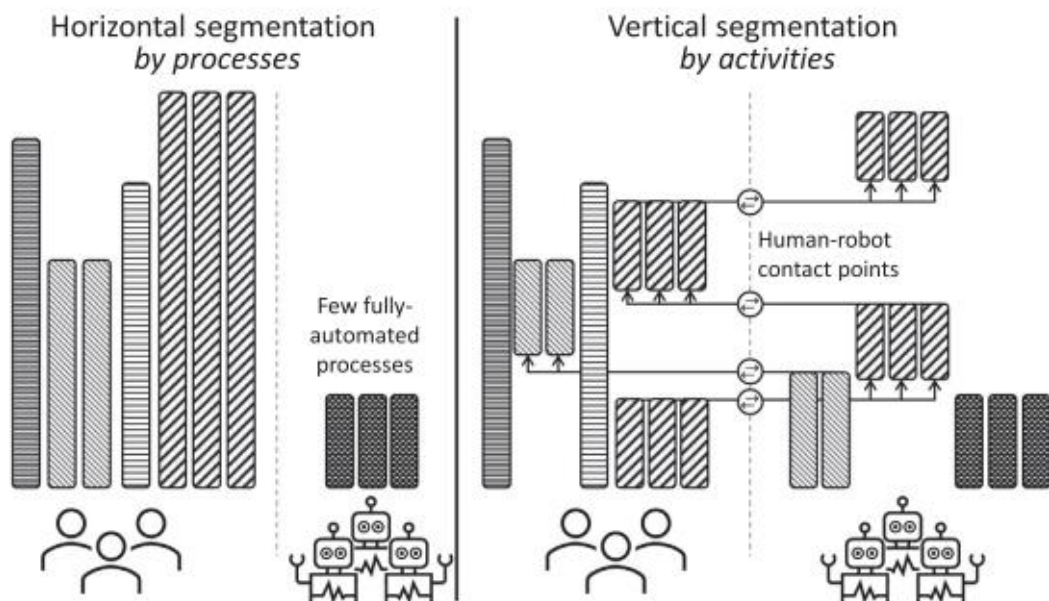 Horizontal segmentation
by processes
Few fully-
automated
processes
Vertical segmentation
by activities
Human-robot
contact points